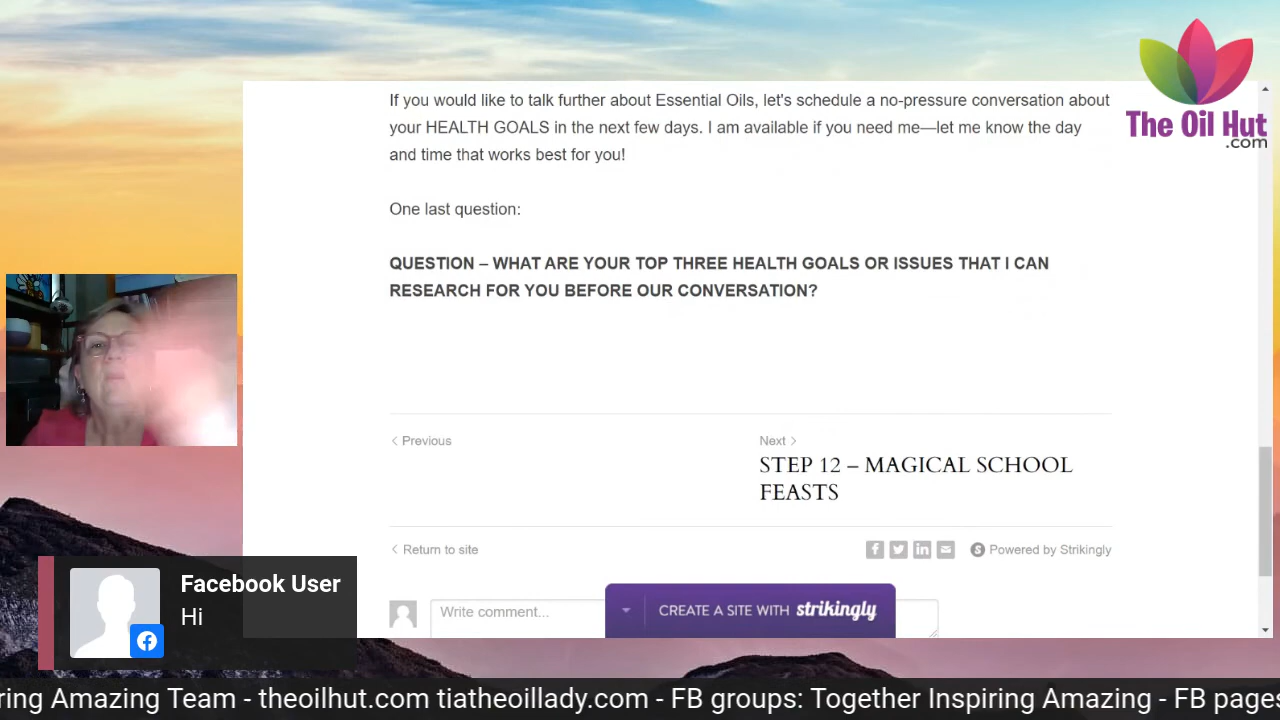 If you would like to talk further about Essential Oils, let's schedule a no-pressure conversation about
your HEALTH GOALS in the next few days. I am available if you need me—let me know the day
and time that works best for you!
The Oil Hut
.com
One last question:
QUESTION – WHAT ARE YOUR TOP THREE HEALTH GOALS OR ISSUES THAT I CAN
RESEARCH FOR YOU BEFORE OUR CONVERSATION?
< Previous
Next >
STEP 12 – MAGICAL SCHOOL
FEASTS
< Return to site
Powered by Strikingly
Write comment...
CREATE A SITE WITH strikingly
Facebook User
Hi
ring Amazing Team - theoilhut.com tiatheoillady.com - FB groups: Together Inspiring Amazing - FB pages